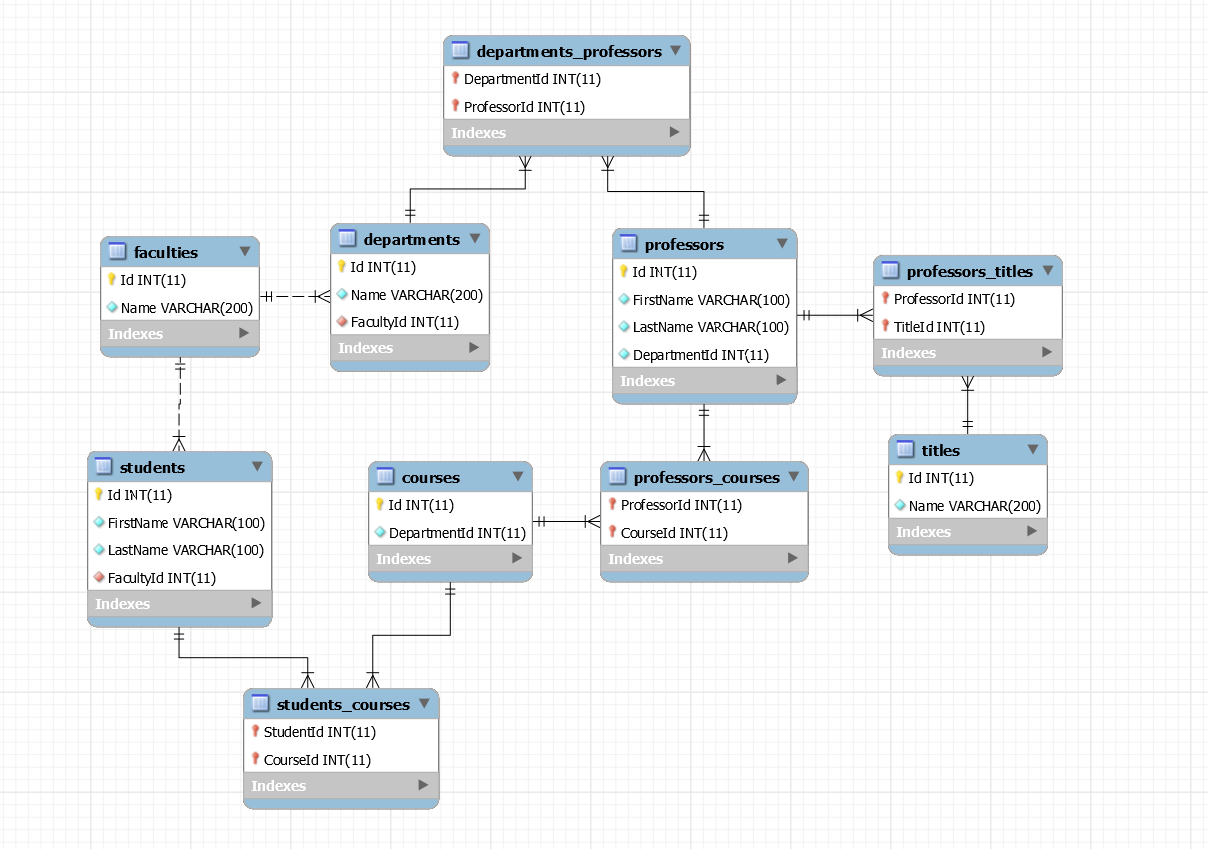 departments_professors
DepartmentId INT(11)
ProfessorId INT(11)
Indexes
faculties
Id INT(11)
Name VARCHAR(200)
Indexes
departments
Id INT(11)
Name VARCHAR(200)
FacultyId INT(11)
Indexes
professors
Id INT(11)
FirstName VARCHAR(100)
LastName VARCHAR(100)
DepartmentId INT(11)
Indexes
professors_titles
ProfessorId INT(11)
TitleId INT(11)
Indexes
students
Id INT(11)
FirstName VARCHAR(100)
LastName VARCHAR(100)
FacultyId INT(11)
Indexes
courses
Id INT(11)
DepartmentId INT(11)
Indexes
professors_courses
ProfessorId INT(11)
CourseId INT(11)
Indexes
titles
Id INT(11)
Name VARCHAR(200)
Indexes
students_courses
StudentId INT(11)
CourseId INT(11)
Indexes